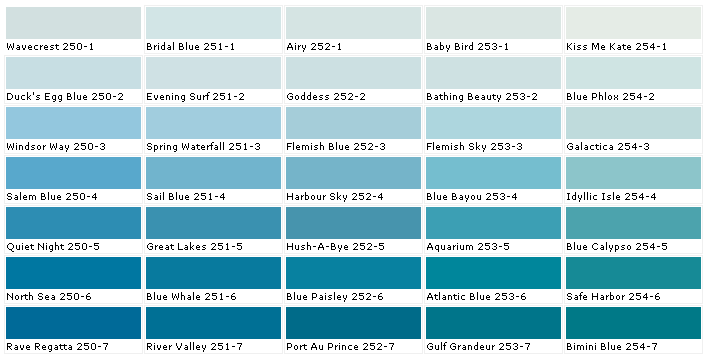 Wavecrest 250-1 Bridal Blue 251-1 Airy 252-1 Baby Bird 253-1 Kiss Me Kate 254-1
Duck's Egg Blue 250-2 Evening Surf 251-2 Goddess 252-2 Bathing Beauty 253-2 Blue Phlox 254-2
Windsor Way 250-3 Spring Waterfall 251-3 Flemish Blue 252-3 Flemish Sky 253-3 Galactica 254-3
Salem Blue 250-4 Sail Blue 251-4 Harbour Sky 252-4 Blue Bayou 253-4 Idyllic Isle 254-4
Quiet Night 250-5 Great Lakes 251-5 Hush-A-Bye 252-5 Aquarium 253-5 Blue Calypso 254-5
North Sea 250-6 Blue Whale 251-6 Blue Paisley 252-6 Atlantic Blue 253-6 Safe Harbor 254-6
Rave Regatta 250-7 River Valley 251-7 Port Au Prince 252-7 Gulf Grandeur 253-7 Bimini Blue 254-7